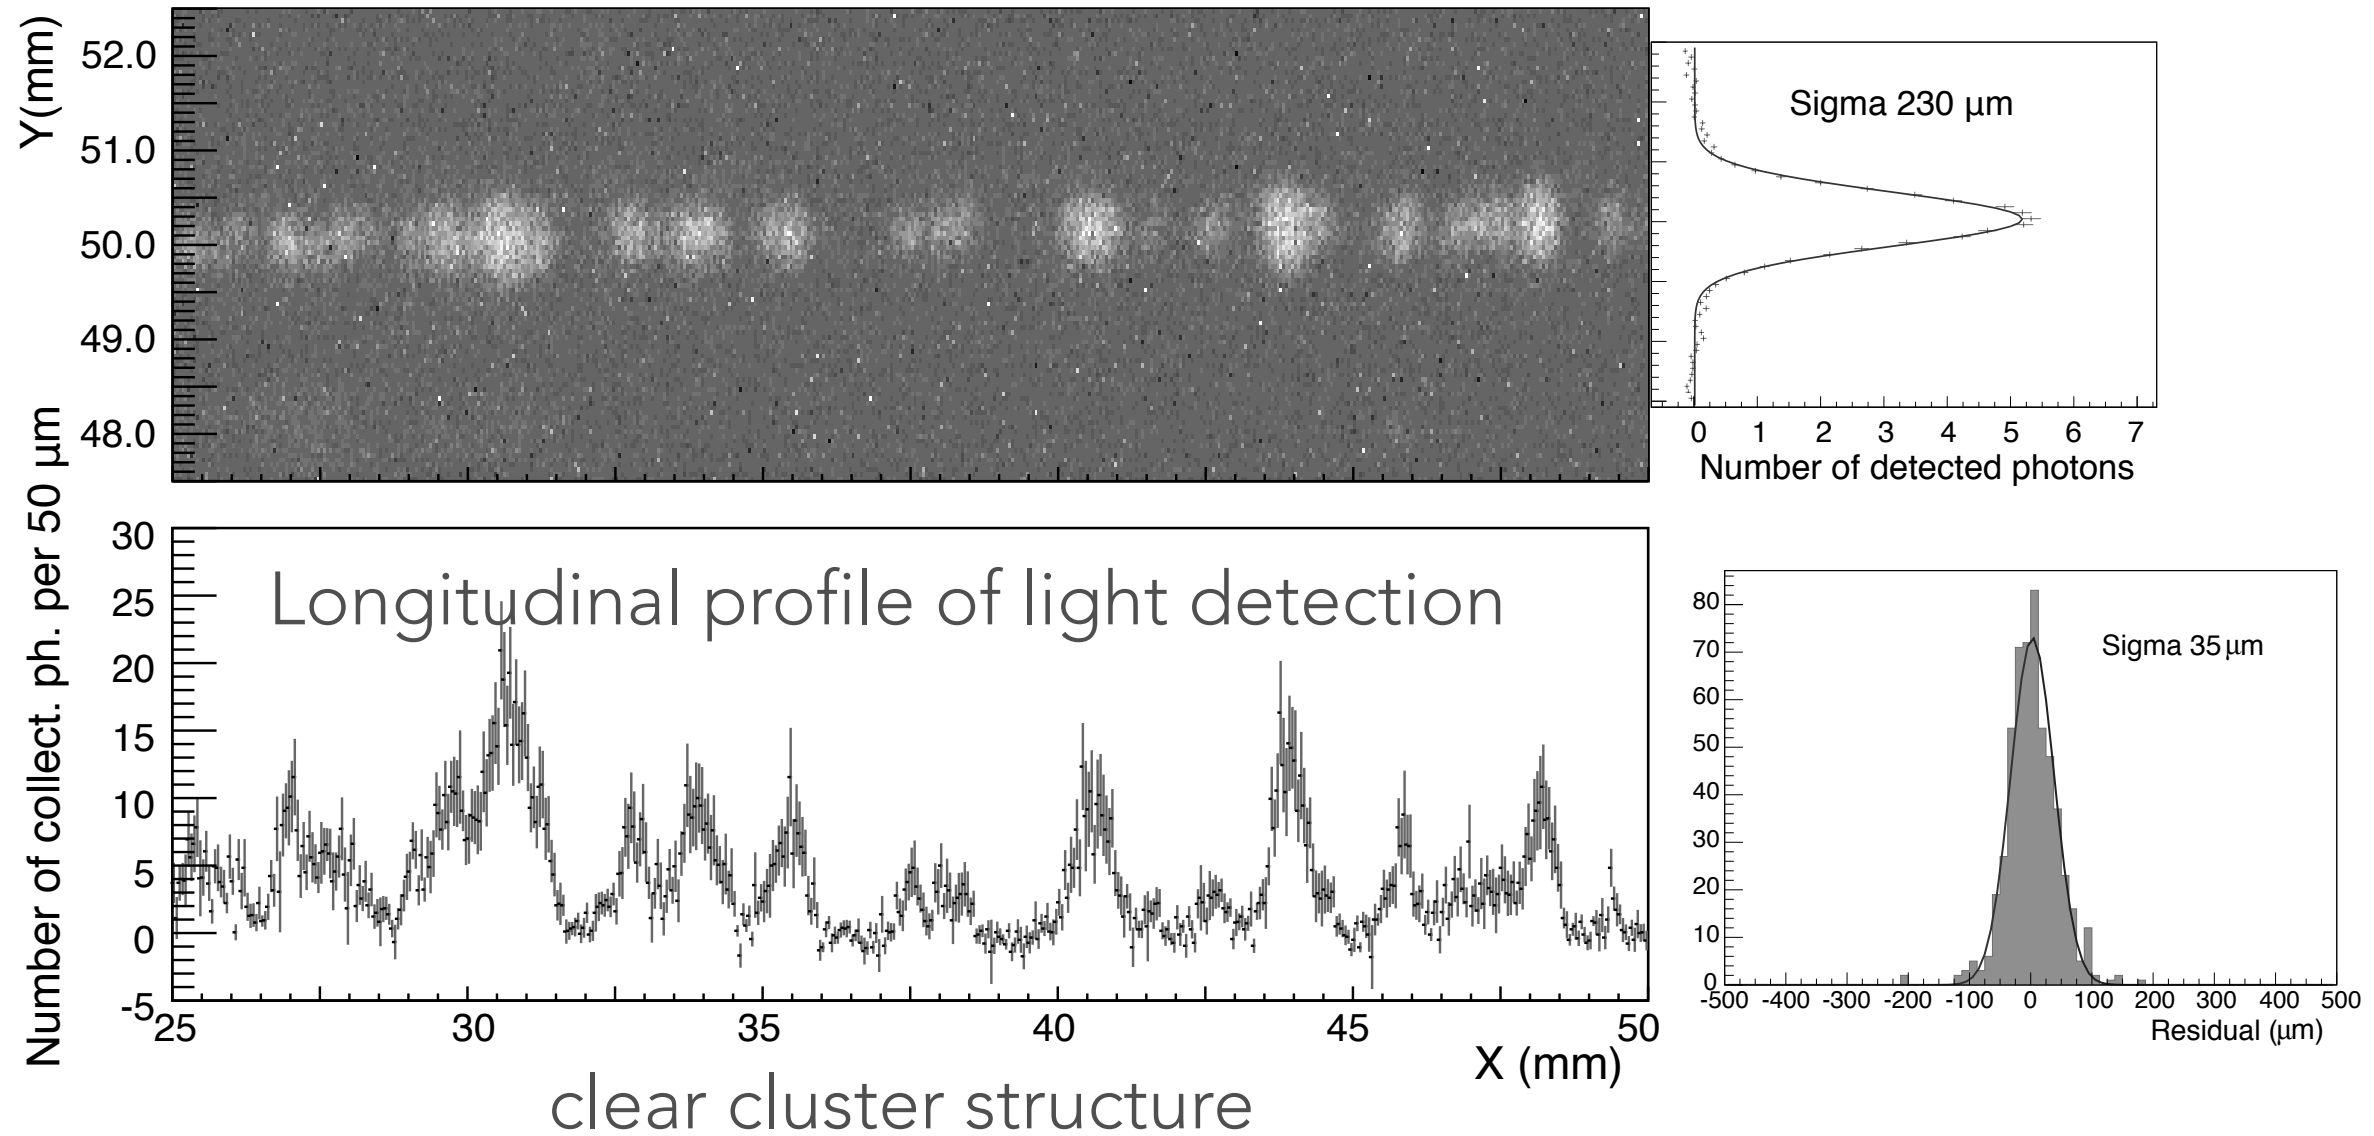 Y(mm)
52.0
51.0
50.0
49.0
48.0
Sigma 230 µm
0 1 2 3 4 5 6 7
Number of detected photons
Number of collect. ph. per 50 µm
30
25
20
15
10
5
0
-5
Longitudinal profile of light detection
25 30 35 40 45 50
X (mm)
clear cluster structure
80
70
60
50
40
30
20
10
0
Sigma 35 µm
-500 -400 -300 -200 -100 0 100 200 300 400 500
Residual (µm)